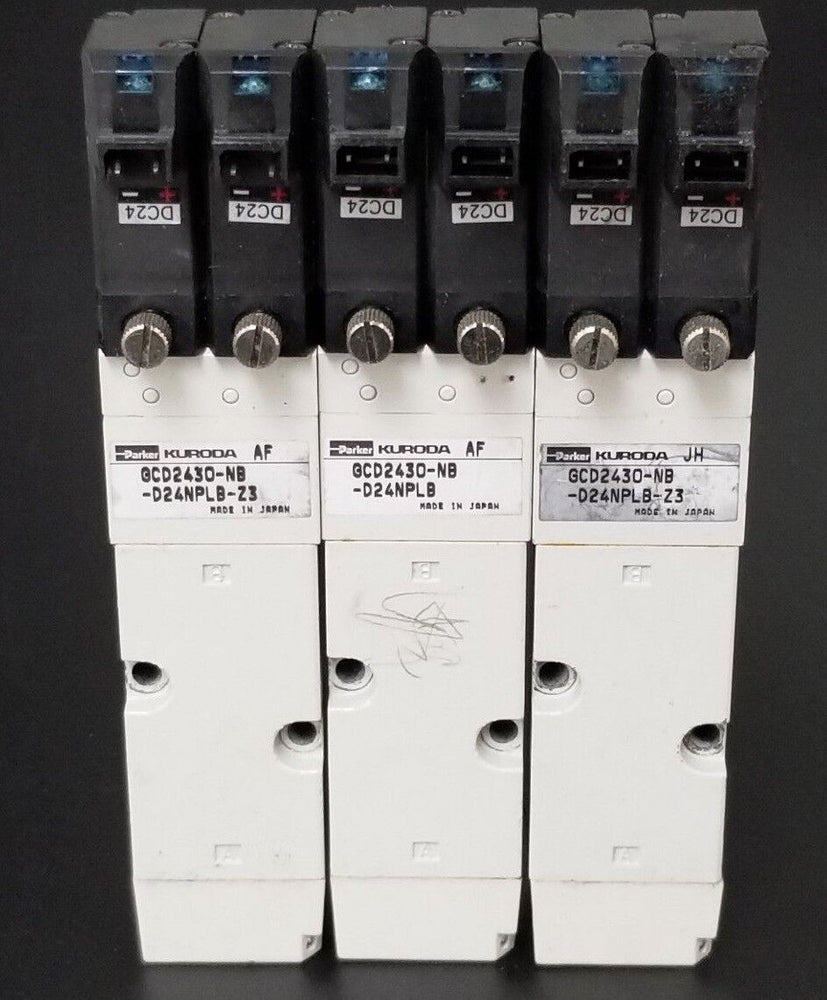 - +
DC24
- +
DC24
- +
DC24
- +
DC24
- +
DC24
- +
DC24
Parker KURODA AF
GCD2430-NB
-D24NPLB-Z3
MADE IN JAPAN
Parker KURODA AF
GCD2430-NB
-D24NPLB
MADE IN JAPAN
Parker KURODA JH
GCD2430-NB
-D24NPLB-Z3
MADE IN JAPAN
B
B
B
A
A
A